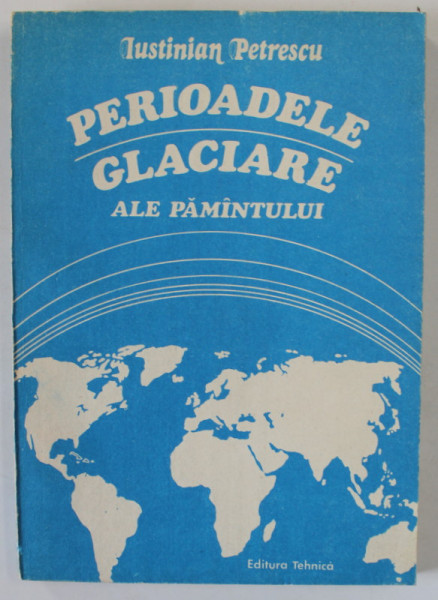 Iustinian Petrescu
PERIOADELE
GLACIARE
ALE PĂMÎNTULUI
Editura Tehnică